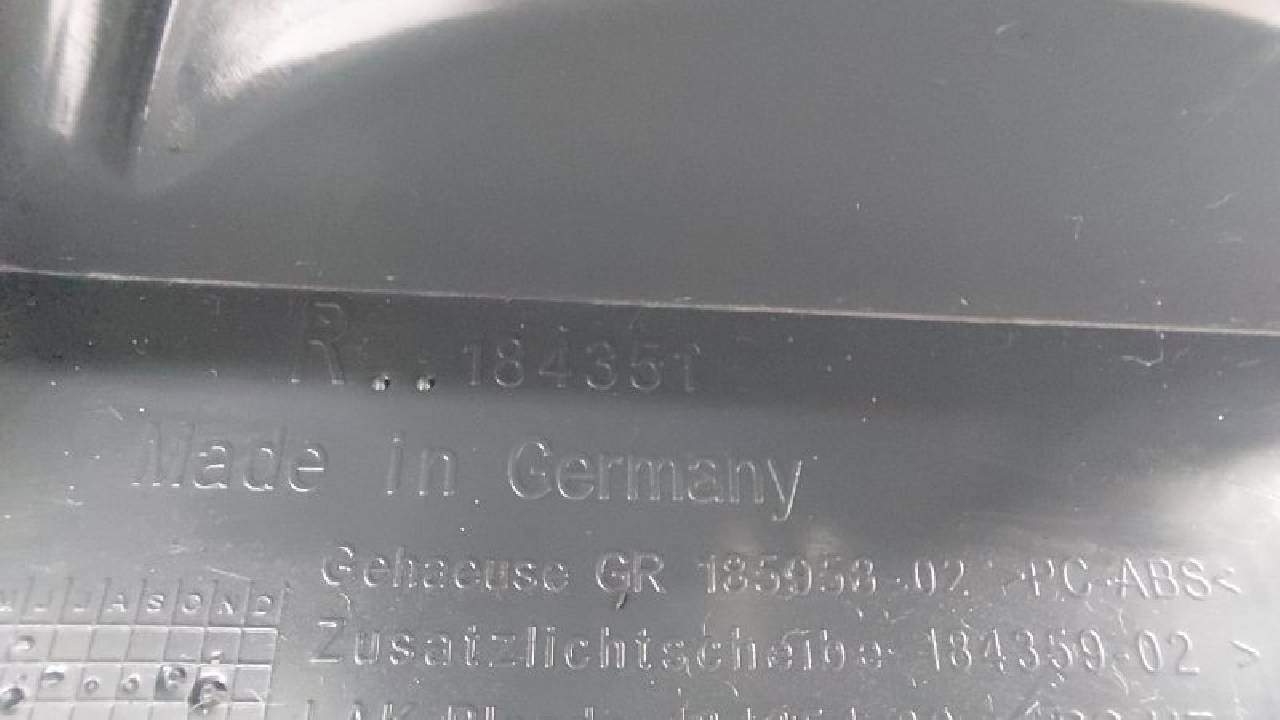 R.. 184351
Made in Germany
Gehaeuse GR 185958-02 >PC-ABS<
M J J A S O N D
Zusatzlichtscheibe 184359-02 >